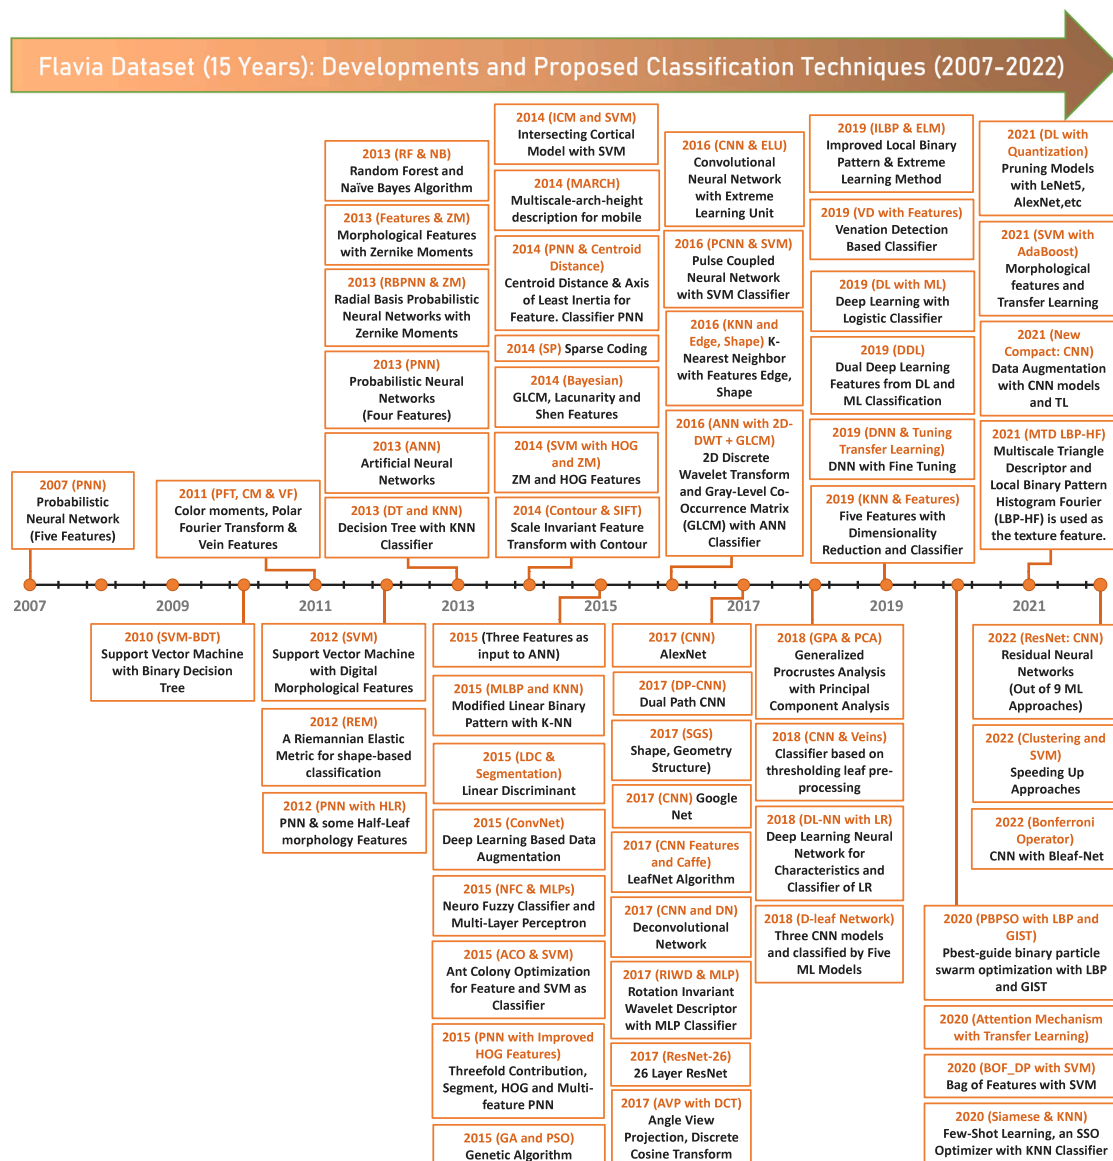 Flavia Dataset (15 Years): Developments and Proposed Classification Techniques (2007-2022)
2007 (PNN)
Probabilistic
Neural Network
(Five Features)
2011 (PFT, CM & VF)
Color moments, Polar
Fourier Transform &
Vein Features
2013 (RF & NB)
Random Forest and
Naïve Bayes Algorithm
2013 (Features & ZM)
Morphological Features
with Zernike Moments
2013 (RBPNN & ZM)
Radial Basis Probabilistic
Neural Networks with
Zernike Moments
2013 (PNN)
Probabilistic Neural
Networks
(Four Features)
2013 (ANN)
Artificial Neural
Networks
2013 (DT and KNN)
Decision Tree with KNN
Classifier
2014 (ICM and SVM)
Intersecting Cortical
Model with SVM
2014 (MARCH)
Multiscale-arch-height
description for mobile
2014 (PNN & Centroid
Distance)
Centroid Distance & Axis
of Least Inertia for
Feature. Classifier PNN
2014 (SP) Sparse Coding
2014 (Bayesian)
GLCM, Lacunarity and
Shen Features
2014 (SVM with HOG
and ZM)
ZM and HOG Features
2014 (Contour & SIFT)
Scale Invariant Feature
Transform with Contour
2016 (CNN & ELU)
Convolutional
Neural Network
with Extreme
Learning Unit
2016 (PCNN & SVM)
Pulse Coupled
Neural Network
with SVM Classifier
2016 (KNN and
Edge, Shape) K-
Nearest Neighbor
with Features Edge,
Shape
2016 (ANN with 2D-
DWT + GLCM)
2D Discrete
Wavelet Transform
and Gray-Level Co-
Occurrence Matrix
(GLCM) with ANN
Classifier
2019 (ILBP & ELM)
Improved Local Binary
Pattern & Extreme
Learning Method
2019 (VD with Features)
Venation Detection
Based Classifier
2019 (DL with ML)
Deep Learning with
Logistic Classifier
2019 (DDL)
Dual Deep Learning
Features from DL and
ML Classification
2019 (DNN & Tuning
Transfer Learning)
DNN with Fine Tuning
2019 (KNN & Features)
Five Features with
Dimensionality
Reduction and Classifier
2021 (DL with
Quantization)
Pruning Models
with LeNet5,
AlexNet,etc
2021 (SVM with
AdaBoost)
Morphological
features and
Transfer Learning
2021 (New
Compact: CNN)
Data Augmentation
with CNN models
and TL
2021 (MTD LBP-HF)
Multiscale Triangle
Descriptor and
Local Binary Pattern
Histogram Fourier
(LBP-HF) is used as
the texture feature.
2007 2009 2011 2013 2015 2017 2019 2021
2010 (SVM-BDT)
Support Vector Machine
with Binary Decision
Tree
2012 (SVM)
Support Vector Machine
with Digital
Morphological Features
2012 (REM)
A Riemannian Elastic
Metric for shape-based
classification
2012 (PNN with HLR)
PNN & some Half-Leaf
morphology Features
2015 (Three Features as
input to ANN)
2015 (MLBP and KNN)
Modified Linear Binary
Pattern with K-NN
2015 (LDC &
Segmentation)
Linear Discriminant
2015 (ConvNet)
Deep Learning Based Data
Augmentation
2015 (NFC & MLPs)
Neuro Fuzzy Classifier and
Multi-Layer Perceptron
2015 (ACO & SVM)
Ant Colony Optimization
for Feature and SVM as
Classifier
2015 (PNN with Improved
HOG Features)
Threefold Contribution,
Segment, HOG and Multi-
feature PNN
2015 (GA and PSO)
Genetic Algorithm
2017 (CNN)
AlexNet
2017 (DP-CNN)
Dual Path CNN
2017 (SGS)
Shape, Geometry
Structure)
2017 (CNN) Google
Net
2017 (CNN Features
and Caffe)
LeafNet Algorithm
2017 (CNN and DN)
Deconvolutional
Network
2017 (RIWD & MLP)
Rotation Invariant
Wavelet Descriptor
with MLP Classifier
2017 (ResNet-26)
26 Layer ResNet
2017 (AVP with DCT)
Angle View
Projection, Discrete
Cosine Transform
2018 (GPA & PCA)
Generalized
Procrustes Analysis
with Principal
Component Analysis
2018 (CNN & Veins)
Classifier based on
thresholding leaf pre-
processing
2018 (DL-NN with LR)
Deep Learning Neural
Network for
Characteristics and
Classifier of LR
2018 (D-leaf Network)
Three CNN models
and classified by Five
ML Models
2022 (ResNet: CNN)
Residual Neural
Networks
(Out of 9 ML
Approaches)
2022 (Clustering and
SVM)
Speeding Up
Approaches
2022 (Bonferroni
Operator)
CNN with Bleaf-Net
2020 (PBPSO with LBP and
GIST)
Pbest-guide binary particle
swarm optimization with LBP
and GIST
2020 (Attention Mechanism
with Transfer Learning)
2020 (BOF_DP with SVM)
Bag of Features with SVM
2020 (Siamese & KNN)
Few-Shot Learning, an SSO
Optimizer with KNN Classifier